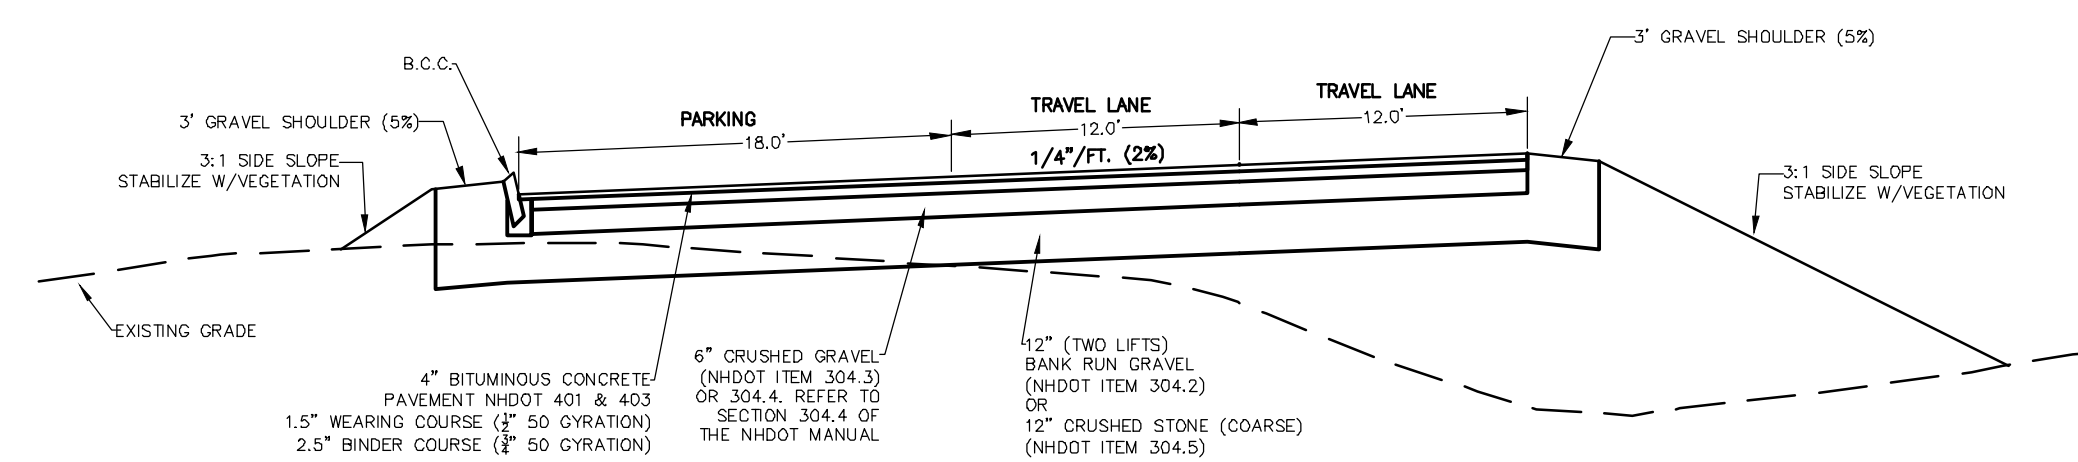 3' GRAVEL SHOULDER (5%)
B.C.C.
TRAVEL LANE
12.0'
TRAVEL LANE
12.0'
PARKING
18.0'
1/4"/FT. (2%)
3' GRAVEL SHOULDER (5%)
3:1 SIDE SLOPE
STABILIZE W/VEGETATION
3:1 SIDE SLOPE
STABILIZE W/VEGETATION
EXISTING GRADE
4" BITUMINOUS CONCRETE
PAVEMENT NHDOT 401 & 403
1.5" WEARING COURSE (½" 50 GYRATION)
2.5" BINDER COURSE (¾" 50 GYRATION)
6" CRUSHED GRAVEL
(NHDOT ITEM 304.3)
OR 304.4. REFER TO
SECTION 304.4 OF
THE NHDOT MANUAL
12" (TWO LIFTS)
BANK RUN GRAVEL
(NHDOT ITEM 304.2)
OR
12" CRUSHED STONE (COARSE)
(NHDOT ITEM 304.5)